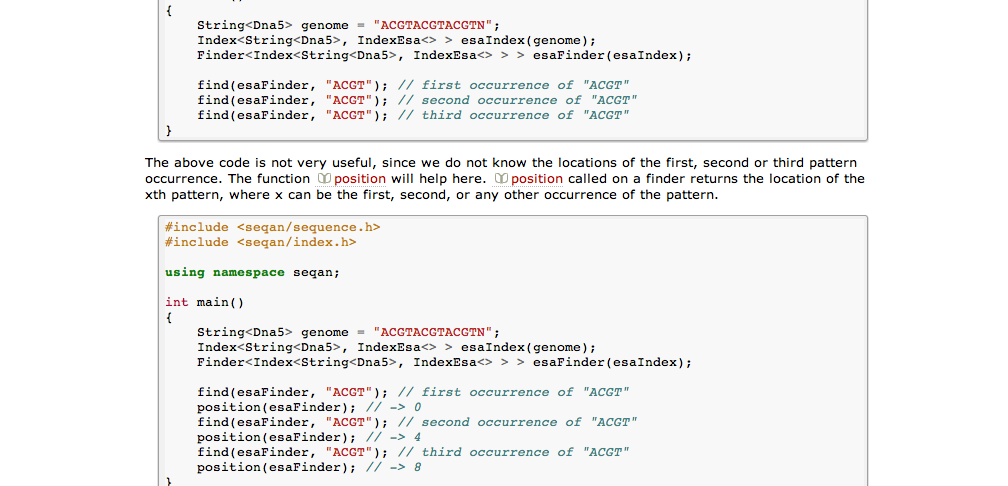 {
String<Dna5> genome = "ACGTACGTACGTN";
Index<String<Dna5>, IndexEsa<> > esaIndex(genome);
Finder<Index<String<Dna5>, IndexEsa<> > > esaFinder(esaIndex);
find(esaFinder, "ACGT"); // first occurrence of "ACGT"
find(esaFinder, "ACGT"); // second occurrence of "ACGT"
find(esaFinder, "ACGT"); // third occurrence of "ACGT"
}
The above code is not very useful, since we do not know the locations of the first, second or third pattern
occurrence. The function position will help here. position called on a finder returns the location of the
xth pattern, where x can be the first, second, or any other occurrence of the pattern.
#include <seqan/sequence.h>
#include <seqan/index.h>
using namespace seqan;
int main()
{
String<Dna5> genome = "ACGTACGTACGTN";
Index<String<Dna5>, IndexEsa<> > esaIndex(genome);
Finder<Index<String<Dna5>, IndexEsa<> > > esaFinder(esaIndex);
find(esaFinder, "ACGT"); // first occurrence of "ACGT"
position(esaFinder); // -> 0
find(esaFinder, "ACGT"); // second occurrence of "ACGT"
position(esaFinder); // -> 4
find(esaFinder, "ACGT"); // third occurrence of "ACGT"
position(esaFinder); // -> 8
}